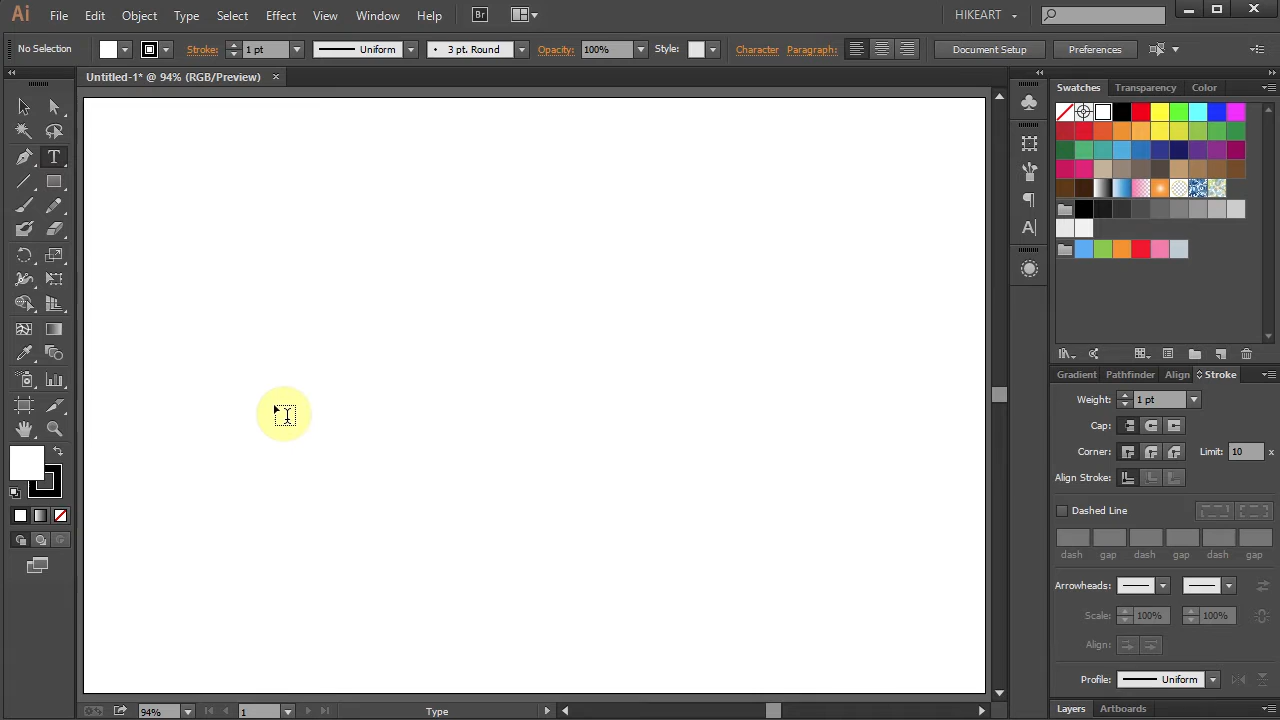 Ai File Edit Object Type Select Effect View Window Help Br HIKEART
No Selection Stroke: 1 pt Uniform 3 pt. Round Opacity: 100% Style: Character Paragraph: Document Setup Preferences
Untitled-1* @ 94% (RGB/Preview)
Swatches Transparency Color
Gradient Pathfinder Align Stroke
Weight: 1 pt
Cap:
Corner: Limit: 10 x
Align Stroke:
Dashed Line
dash gap dash gap dash gap
Arrowheads:
Scale: 100% 100%
Align:
Profile: Uniform
Layers Artboards
94% 1 Type